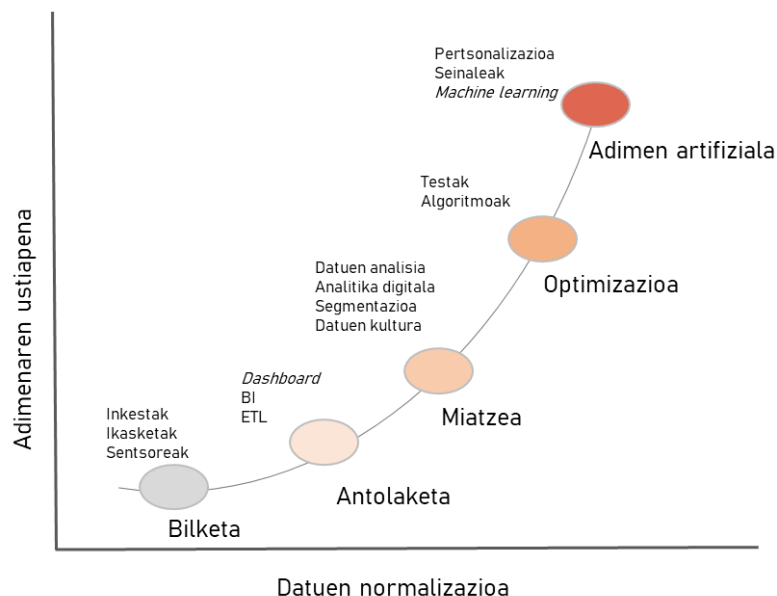 Pertsonalizazioa
Seinaleak
Machine learning
Adimen artifiziala
Testak
Algoritmoak
Optimizazioa
Datuen analisia
Analitika digitala
Segmentazioa
Datuen kultura
Miatzea
Dashboard
BI
ETL
Antolaketa
Inkestak
Ikasketak
Sentsoreak
Bilketa
Adimenaren ustiapena
Datuen normalizazioa